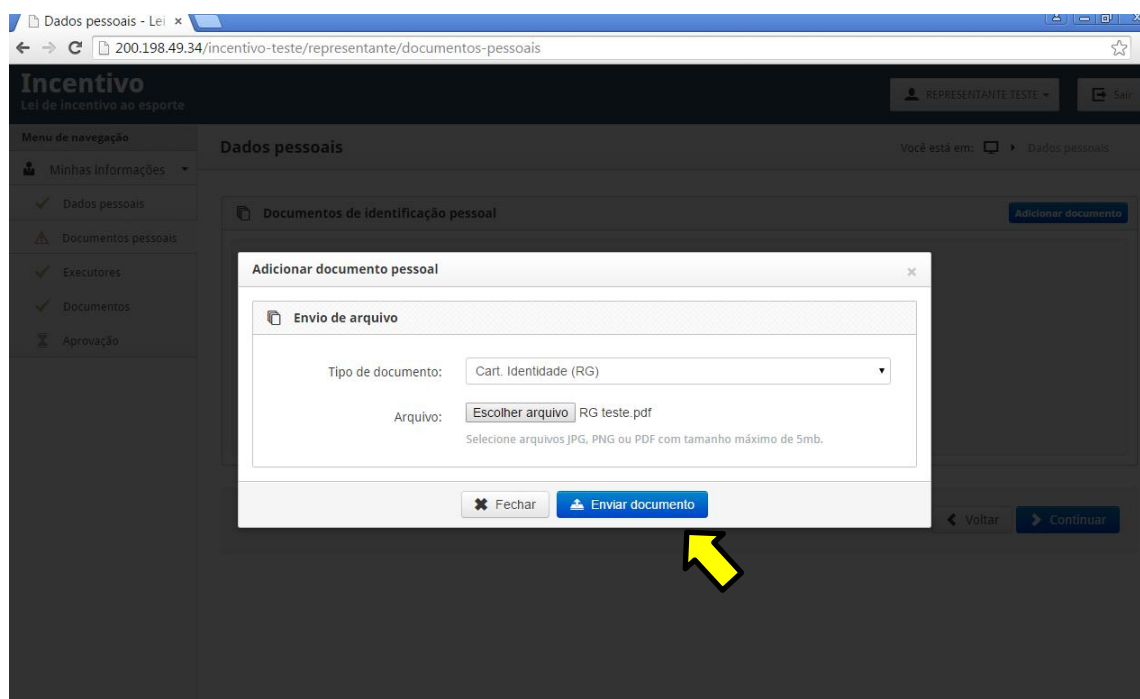 Dados pessoais - Lei
200.198.49.34/incentivo-teste/representante/documentos-pessoais
Incentivo
Lei de incentivo ao esporte
REPRESENTANTE TESTE
Sair
Menu de navegação
Dados pessoais
Você está em: Dados pessoais
Minhas informações
Dados pessoais
Documentos de identificação pessoal
Adicionar documento
Documentos pessoais
Executores
Documentos
Aprovação
Adicionar documento pessoal
Envio de arquivo
Tipo de documento: Cart. Identidade (RG)
Arquivo: Escolher arquivo RG teste.pdf
Selecione arquivos JPG, PNG ou PDF com tamanho máximo de 5mb.
Fechar
Enviar documento
Voltar
Continuar